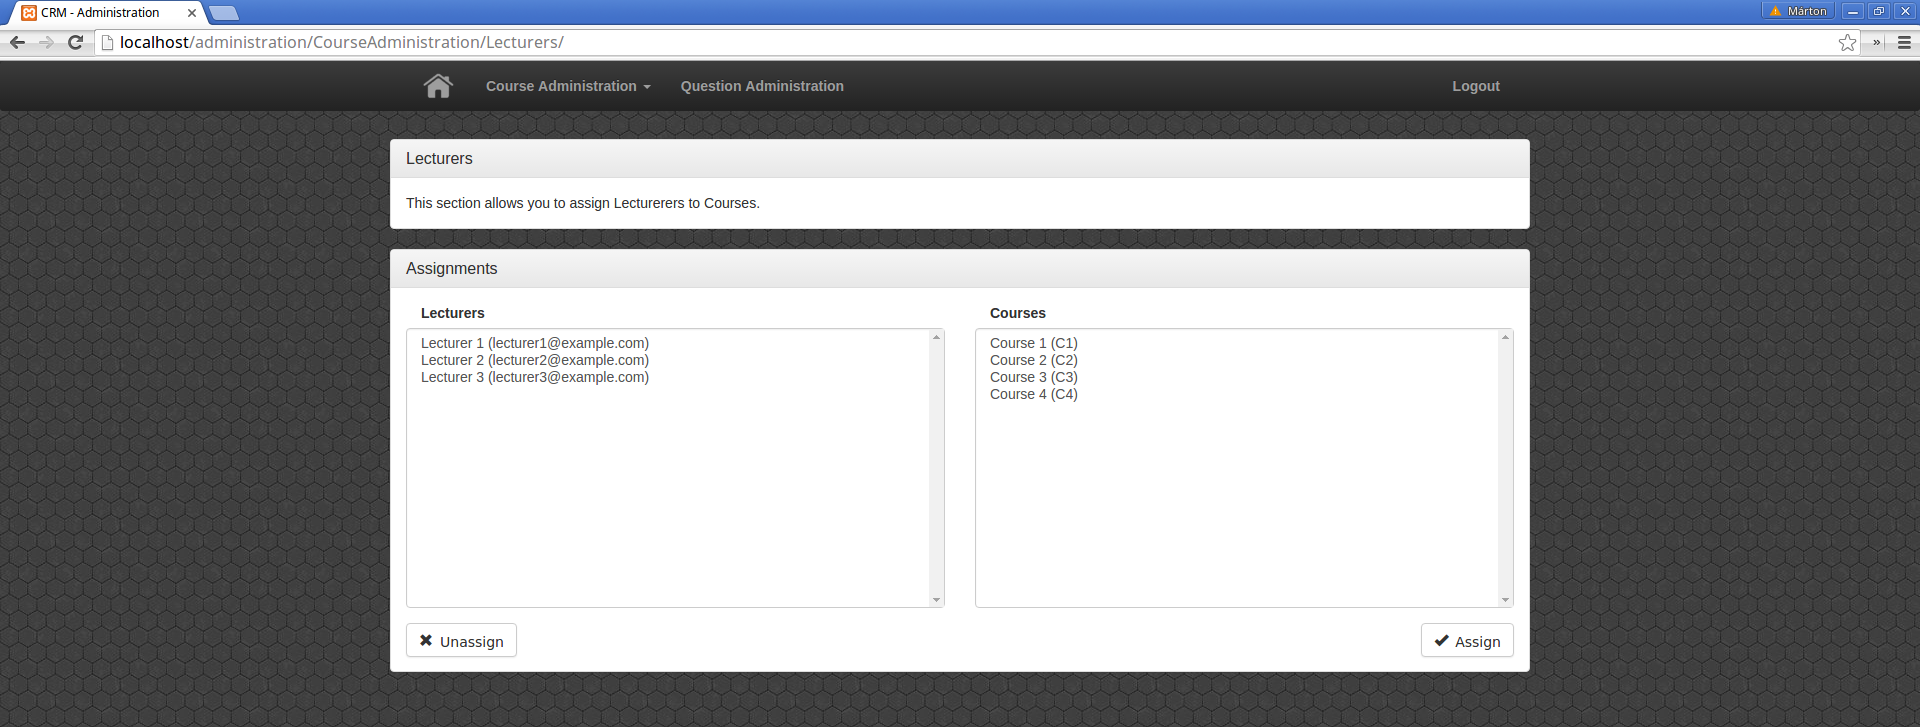 CRM - Administration
Márton
localhost/administration/CourseAdministration/Lecturers/
»
Course Administration Question Administration Logout
Lecturers
This section allows you to assign Lecturerers to Courses.
Assignments
Lecturers
Lecturer 1 (lecturer1@example.com)
Lecturer 2 (lecturer2@example.com)
Lecturer 3 (lecturer3@example.com)
Courses
Course 1 (C1)
Course 2 (C2)
Course 3 (C3)
Course 4 (C4)
Unassign
Assign